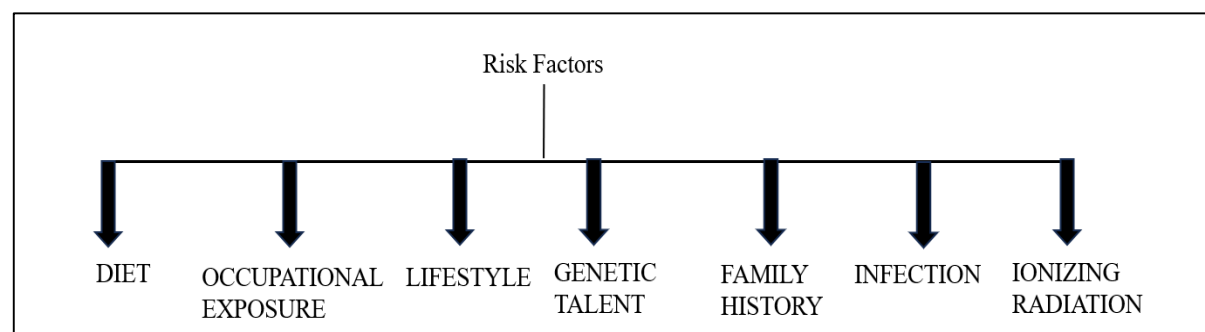 Risk Factors
DIET
OCCUPATIONAL
EXPOSURE
LIFESTYLE
GENETIC
TALENT
FAMILY
HISTORY
INFECTION
IONIZING
RADIATION